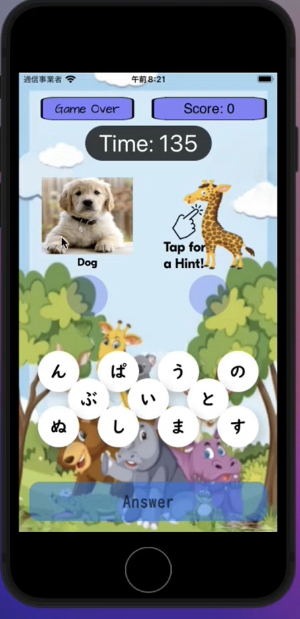 通信事業者 午前8:21
Game Over Score: 0
Time: 135
Tap for
a Hint!
Dog
ん ぱ う の
ぶ い と
ぬ し ま す
Answer